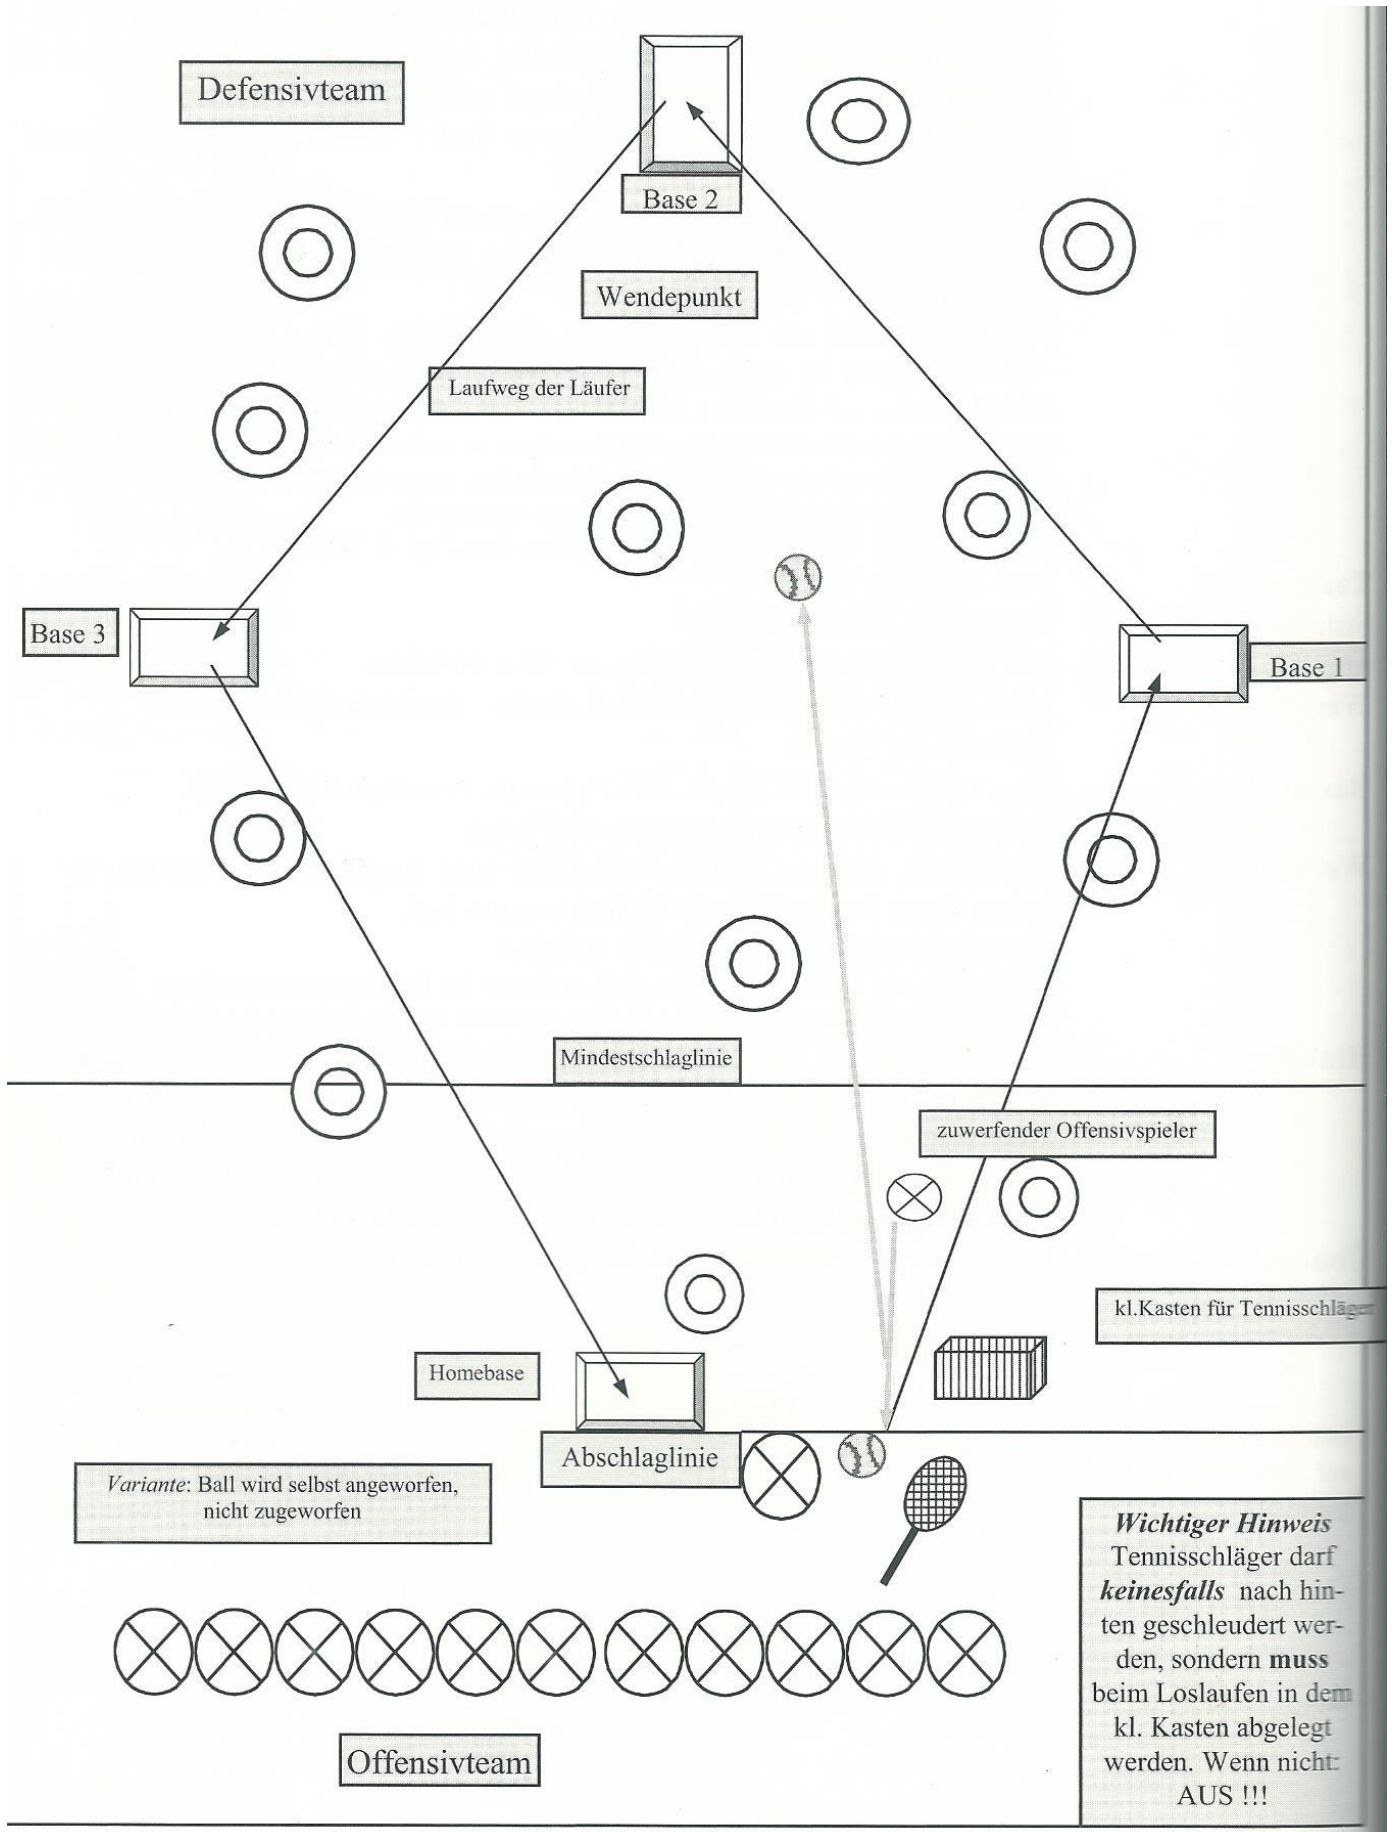 Defensivteam
Base 2
Wendepunkt
Laufweg der Läufer
Base 3
Base 1
Mindestschlaglinie
zuwerfender Offensivspieler
kl.Kasten für Tennisschläger
Homebase
Abschlaglinie
Variante: Ball wird selbst angeworfen,
nicht zugeworfen
Wichtiger Hinweis
Tennisschläger darf
keinesfalls nach hin-
ten geschleudert wer-
den, sondern muss
beim Loslaufen in dem
kl. Kasten abgelegt
werden. Wenn nicht:
AUS !!!
Offensivteam